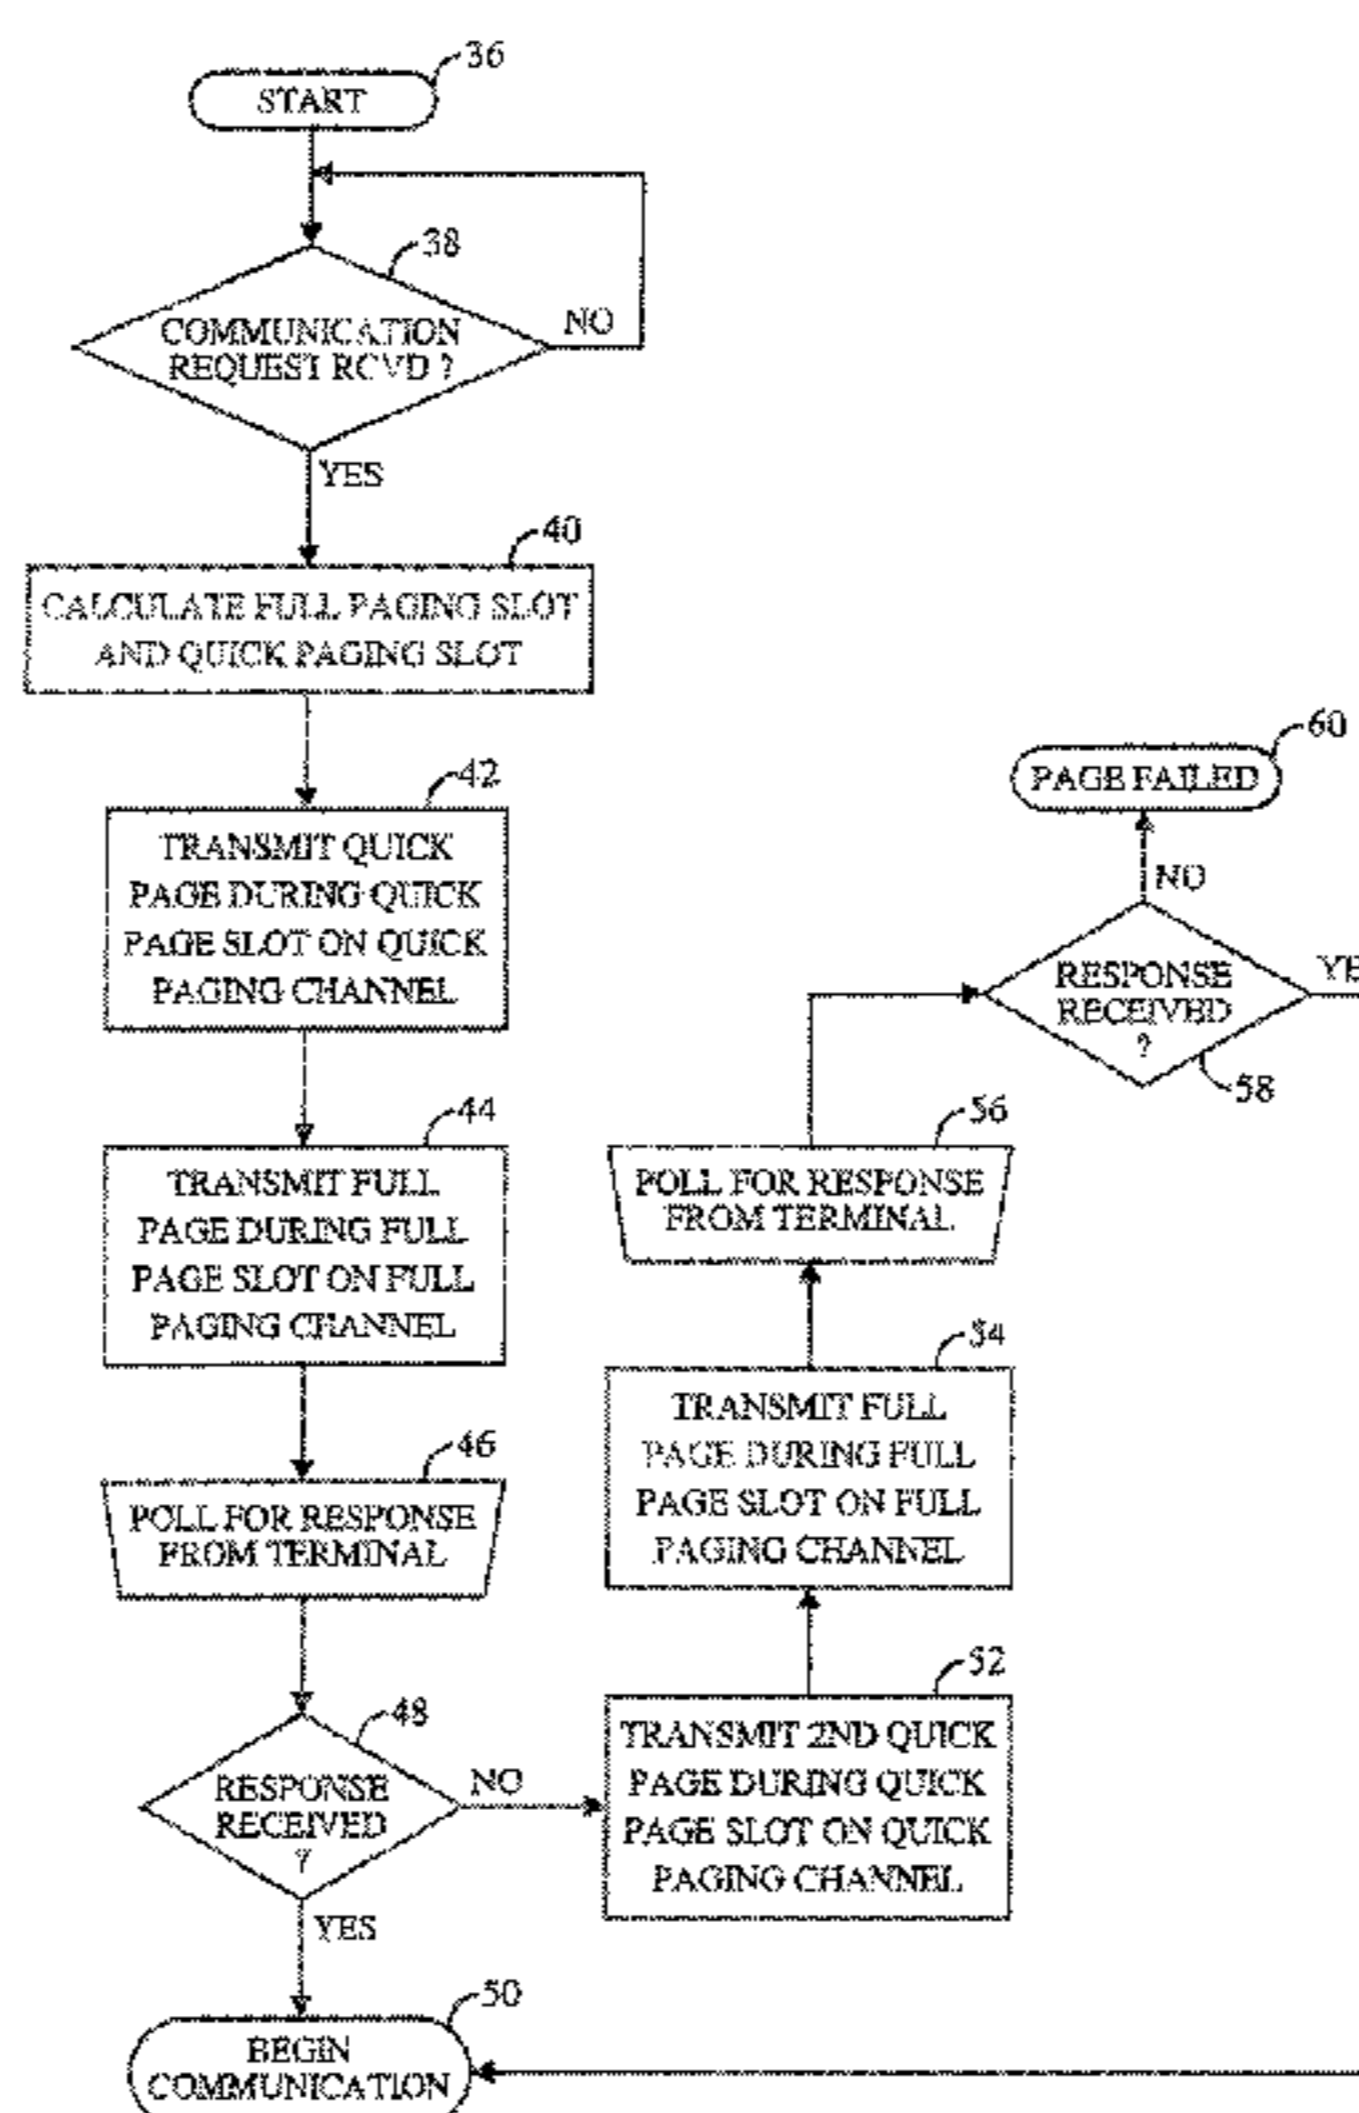 36
START
38
COMMUNICATION
REQUEST RCVD ?
NO
YES
40
CALCULATE FULL PAGING SLOT
AND QUICK PAGING SLOT
42
TRANSMIT QUICK
PAGE DURING QUICK
PAGE SLOT ON QUICK
PAGING CHANNEL
44
TRANSMIT FULL
PAGE DURING FULL
PAGE SLOT ON FULL
PAGING CHANNEL
46
POLL FOR RESPONSE
FROM TERMINAL
48
RESPONSE
RECEIVED
?
NO
YES
50
BEGIN
COMMUNICATION
52
TRANSMIT 2ND QUICK
PAGE DURING QUICK
PAGE SLOT ON QUICK
PAGING CHANNEL
54
TRANSMIT FULL
PAGE DURING FULL
PAGE SLOT ON FULL
PAGING CHANNEL
56
POLL FOR RESPONSE
FROM TERMINAL
58
RESPONSE
RECEIVED
?
YE
NO
60
PAGE FAILED